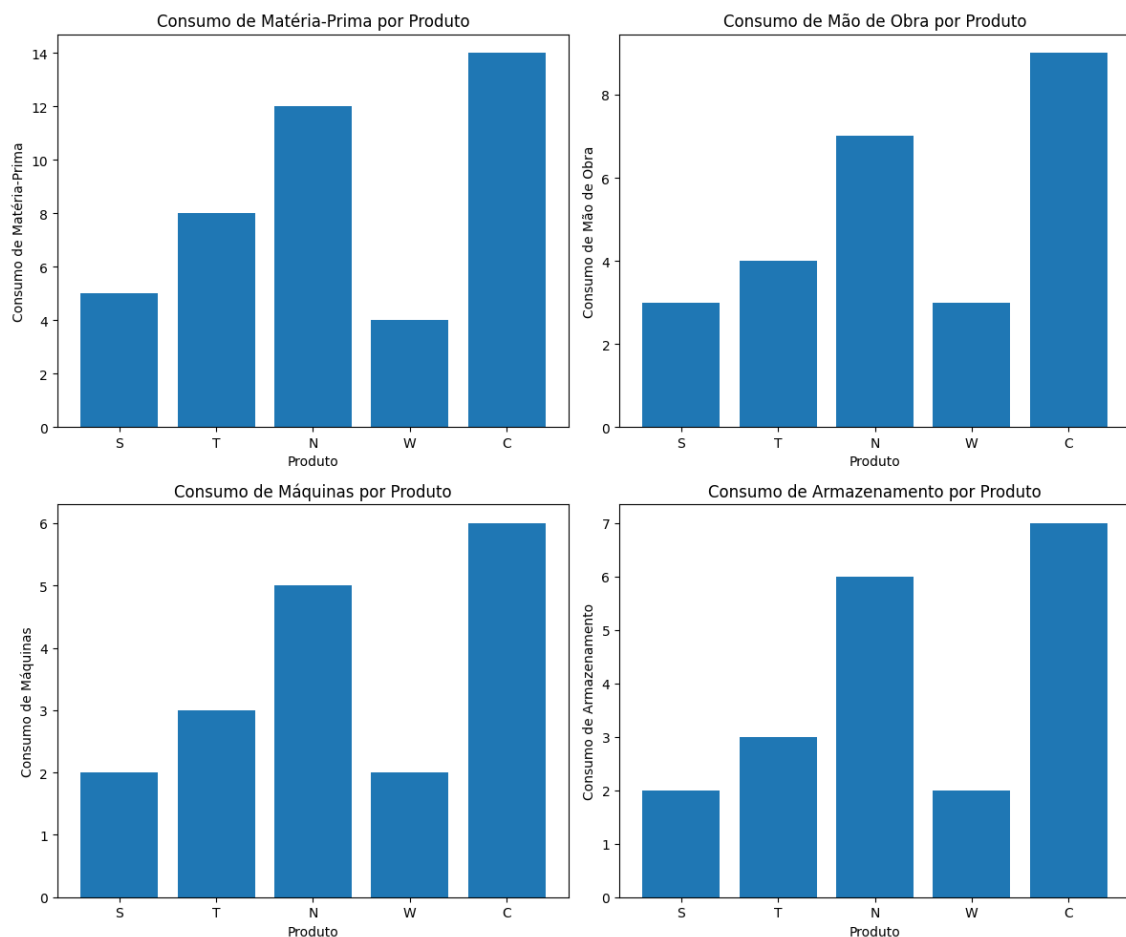 Consumo de Matéria-Prima por Produto
Consumo de Matéria-Prima
14
12
10
8
6
4
2
0
S T N W C
Produto
Consumo de Mão de Obra por Produto
Consumo de Mão de Obra
8
6
4
2
0
S T N W C
Produto
Consumo de Máquinas por Produto
Consumo de Máquinas
6
5
4
3
2
1
0
S T N W C
Produto
Consumo de Armazenamento por Produto
Consumo de Armazenamento
7
6
5
4
3
2
1
0
S T N W C
Produto